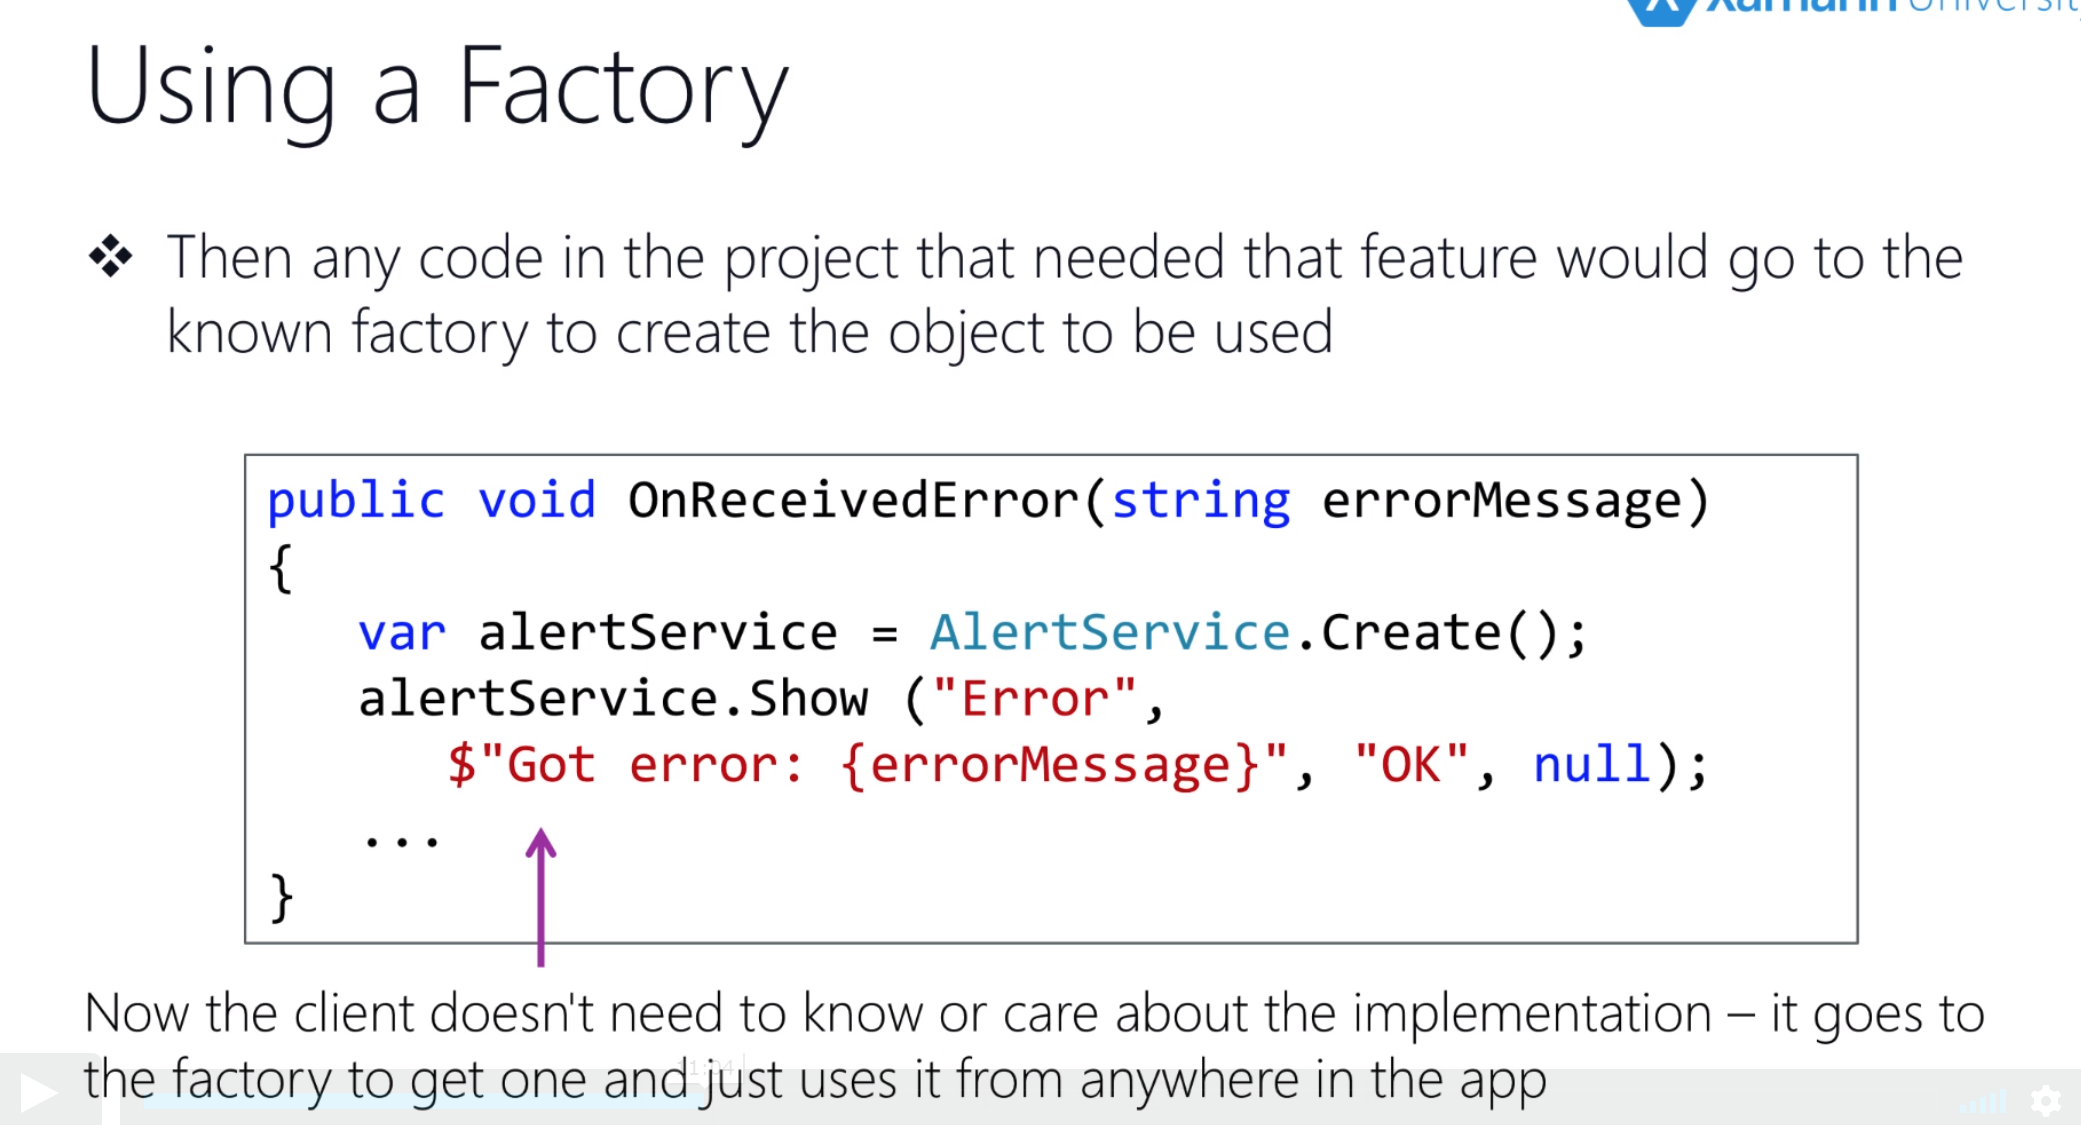 Using a Factory
❖ Then any code in the project that needed that feature would go to the
known factory to create the object to be used
public void OnReceivedError(string errorMessage)
{
var alertService = AlertService.Create();
alertService.Show ("Error",
$"Got error: {errorMessage}", "OK", null);
...
}
Now the client doesn't need to know or care about the implementation – it goes to
the factory to get one and just uses it from anywhere in the app